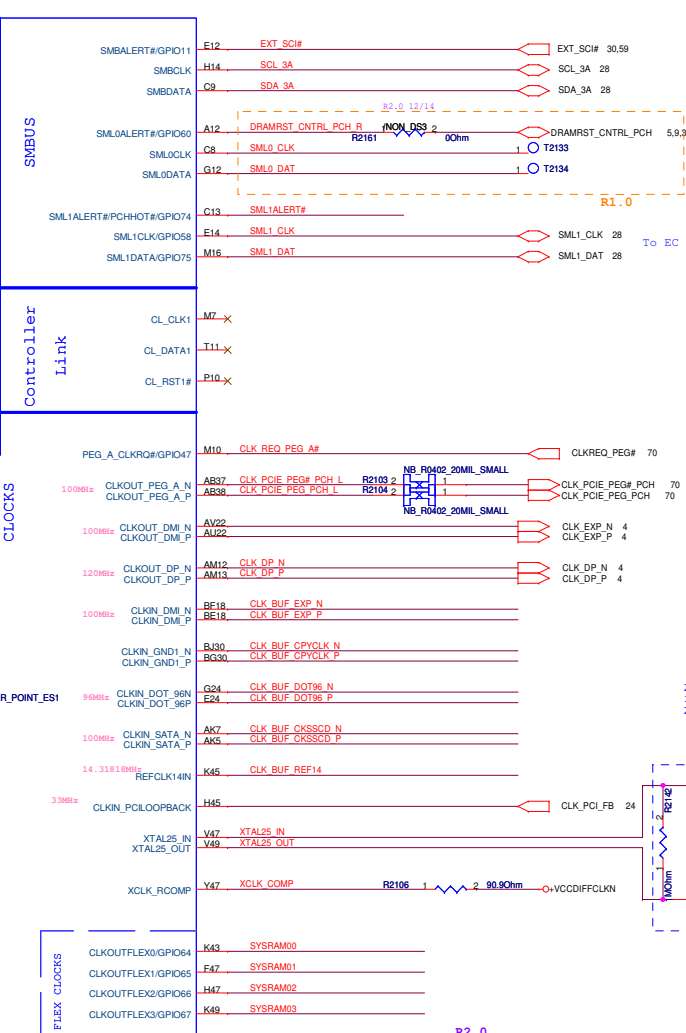 SMBUS
SMBALERT#/GPIO11 E12 EXT_SCI# EXT_SCI# 30,59
SMBCLK H14 SCL_3A SCL_3A 28
SMBDATA C9 SDA_3A SDA_3A 28
R2.0 12/14
SML0ALERT#/GPIO60 A12 DRAMRST_CNTRL_PCH_R R2161 1 /NON_DS3 2 0Ohm DRAMRST_CNTRL_PCH 5,9,3
SML0CLK C8 SML0_CLK 1 T2133
SML0DATA G12 SML0_DAT 1 T2134
R1.0
SML1ALERT#/PCHHOT#/GPIO74 C13 SML1ALERT#
SML1CLK/GPIO58 E14 SML1_CLK SML1_CLK 28
To EC
SML1DATA/GPIO75 M16 SML1_DAT SML1_DAT 28
Controller
Link
CL_CLK1 M7
CL_DATA1 T11
CL_RST1# P10
CLOCKS
PEG_A_CLKRQ#/GPIO47 M10 CLK_REQ_PEG_A# CLKREQ_PEG# 70
NB_R0402_20MIL_SMALL
100MHz CLKOUT_PEG_A_N AB37 CLK_PCIE_PEG#_PCH_L R2103 2 1 CLK_PCIE_PEG#_PCH 70
CLKOUT_PEG_A_P AB38 CLK_PCIE_PEG_PCH_L R2104 2 1 CLK_PCIE_PEG_PCH 70
NB_R0402_20MIL_SMALL
100MHz CLKOUT_DMI_N AV22 CLK_EXP_N 4
CLKOUT_DMI_P AU22 CLK_EXP_P 4
120MHz CLKOUT_DP_N AM12 CLK_DP_N CLK_DP_N 4
CLKOUT_DP_P AM13 CLK_DP_P CLK_DP_P 4
100MHz CLKIN_DMI_N BF18 CLK_BUF_EXP_N
CLKIN_DMI_P BE18 CLK_BUF_EXP_P
CLKIN_GND1_N BJ30 CLK_BUF_CPYCLK_N
CLKIN_GND1_P BG30 CLK_BUF_CPYCLK_P
R_POINT_ES1 96MHz CLKIN_DOT_96N G24 CLK_BUF_DOT96_N
CLKIN_DOT_96P E24 CLK_BUF_DOT96_P
100MHz CLKIN_SATA_N AK7 CLK_BUF_CKSSCD_N
CLKIN_SATA_P AK5 CLK_BUF_CKSSCD_P
14.31818MHz REFCLK14IN K45 CLK_BUF_REF14
33MHz CLKIN_PCILOOPBACK H45 CLK_PCI_FB 24
XTAL25_IN V47 XTAL25_IN
XTAL25_OUT V49 XTAL25_OUT
R2142 2 1 1MOhm
XCLK_RCOMP Y47 XCLK_COMP R2106 1 2 90.9Ohm +VCCDIFFCLKN
FLEX CLOCKS
CLKOUTFLEX0/GPIO64 K43 SYSRAM00
CLKOUTFLEX1/GPIO65 F47 SYSRAM01
CLKOUTFLEX2/GPIO66 H47 SYSRAM02
CLKOUTFLEX3/GPIO67 K49 SYSRAM03
R2.0